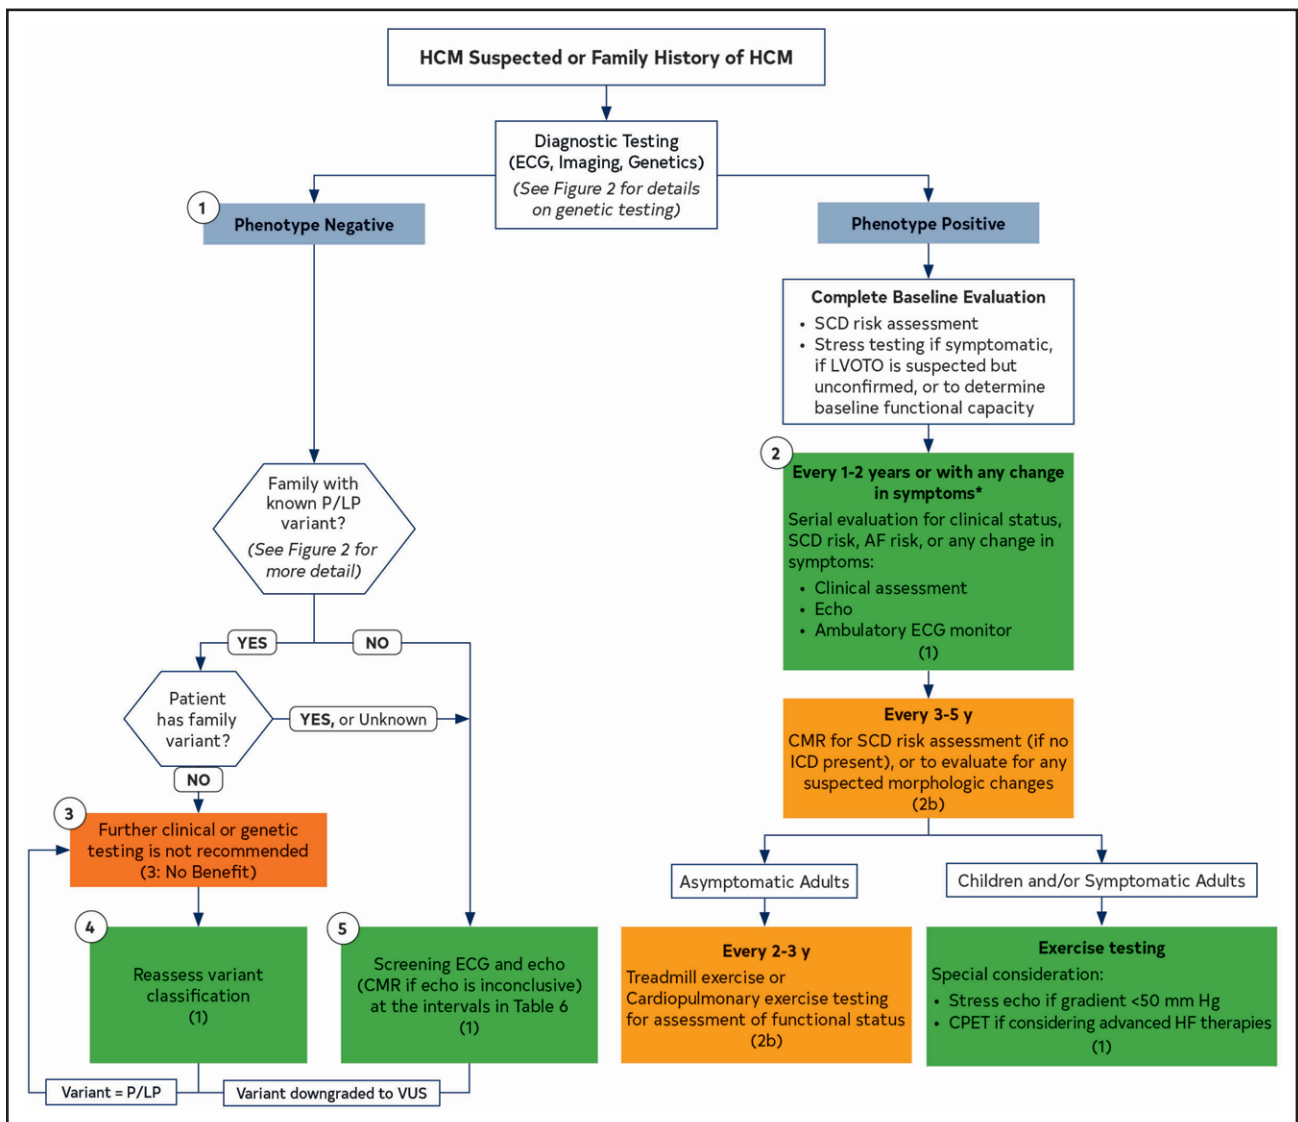 HCM Suspected or Family History of HCM
Diagnostic Testing
(ECG, Imaging, Genetics)
(See Figure 2 for details
on genetic testing)
1
Phenotype Negative
Phenotype Positive
Complete Baseline Evaluation
• SCD risk assessment
• Stress testing if symptomatic,
if LVOTO is suspected but
unconfirmed, or to determine
baseline functional capacity
2
Every 1-2 years or with any change
in symptoms*
Serial evaluation for clinical status,
SCD risk, AF risk, or any change in
symptoms:
• Clinical assessment
• Echo
• Ambulatory ECG monitor
(1)
Family with
known P/LP
variant?
(See Figure 2 for
more detail)
YES
NO
Patient
has family
variant?
YES, or Unknown
NO
Every 3-5 y
CMR for SCD risk assessment (if no
ICD present), or to evaluate for any
suspected morphologic changes
(2b)
3
Further clinical or genetic
testing is not recommended
(3: No Benefit)
Asymptomatic Adults
Children and/or Symptomatic Adults
4
Reassess variant
classification
(1)
5
Screening ECG and echo
(CMR if echo is inconclusive)
at the intervals in Table 6
(1)
Every 2-3 y
Treadmill exercise or
Cardiopulmonary exercise testing
for assessment of functional status
(2b)
Exercise testing
Special consideration:
• Stress echo if gradient <50 mm Hg
• CPET if considering advanced HF therapies
(1)
Variant = P/LP
Variant downgraded to VUS